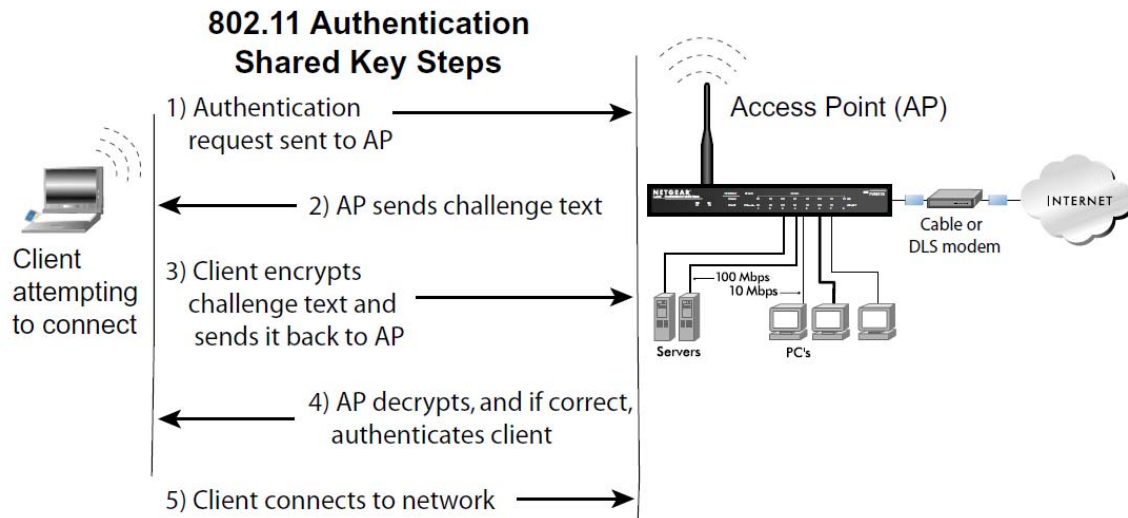 802.11 Authentication
Shared Key Steps
1) Authentication
request sent to AP
Access Point (AP)
NETGEAR
2) AP sends challenge text
INTERNET
Cable or
DLS modem
Client
attempting
to connect
3) Client encrypts
challenge text and
sends it back to AP
100 Mbps
10 Mbps
Servers
PC's
4) AP decrypts, and if correct,
authenticates client
5) Client connects to network